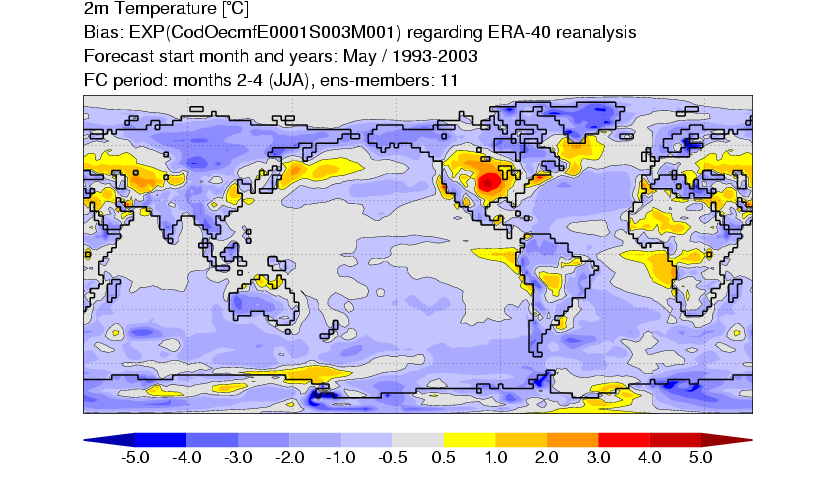 2m Temperature [°C]
Bias: EXP(CodOecmfE0001S003M001) regarding ERA-40 reanalysis
Forecast start month and years: May / 1993-2003
FC period: months 2-4 (JJA), ens-members: 11
-5.0 -4.0 -3.0 -2.0 -1.0 -0.5 0.5 1.0 2.0 3.0 4.0 5.0